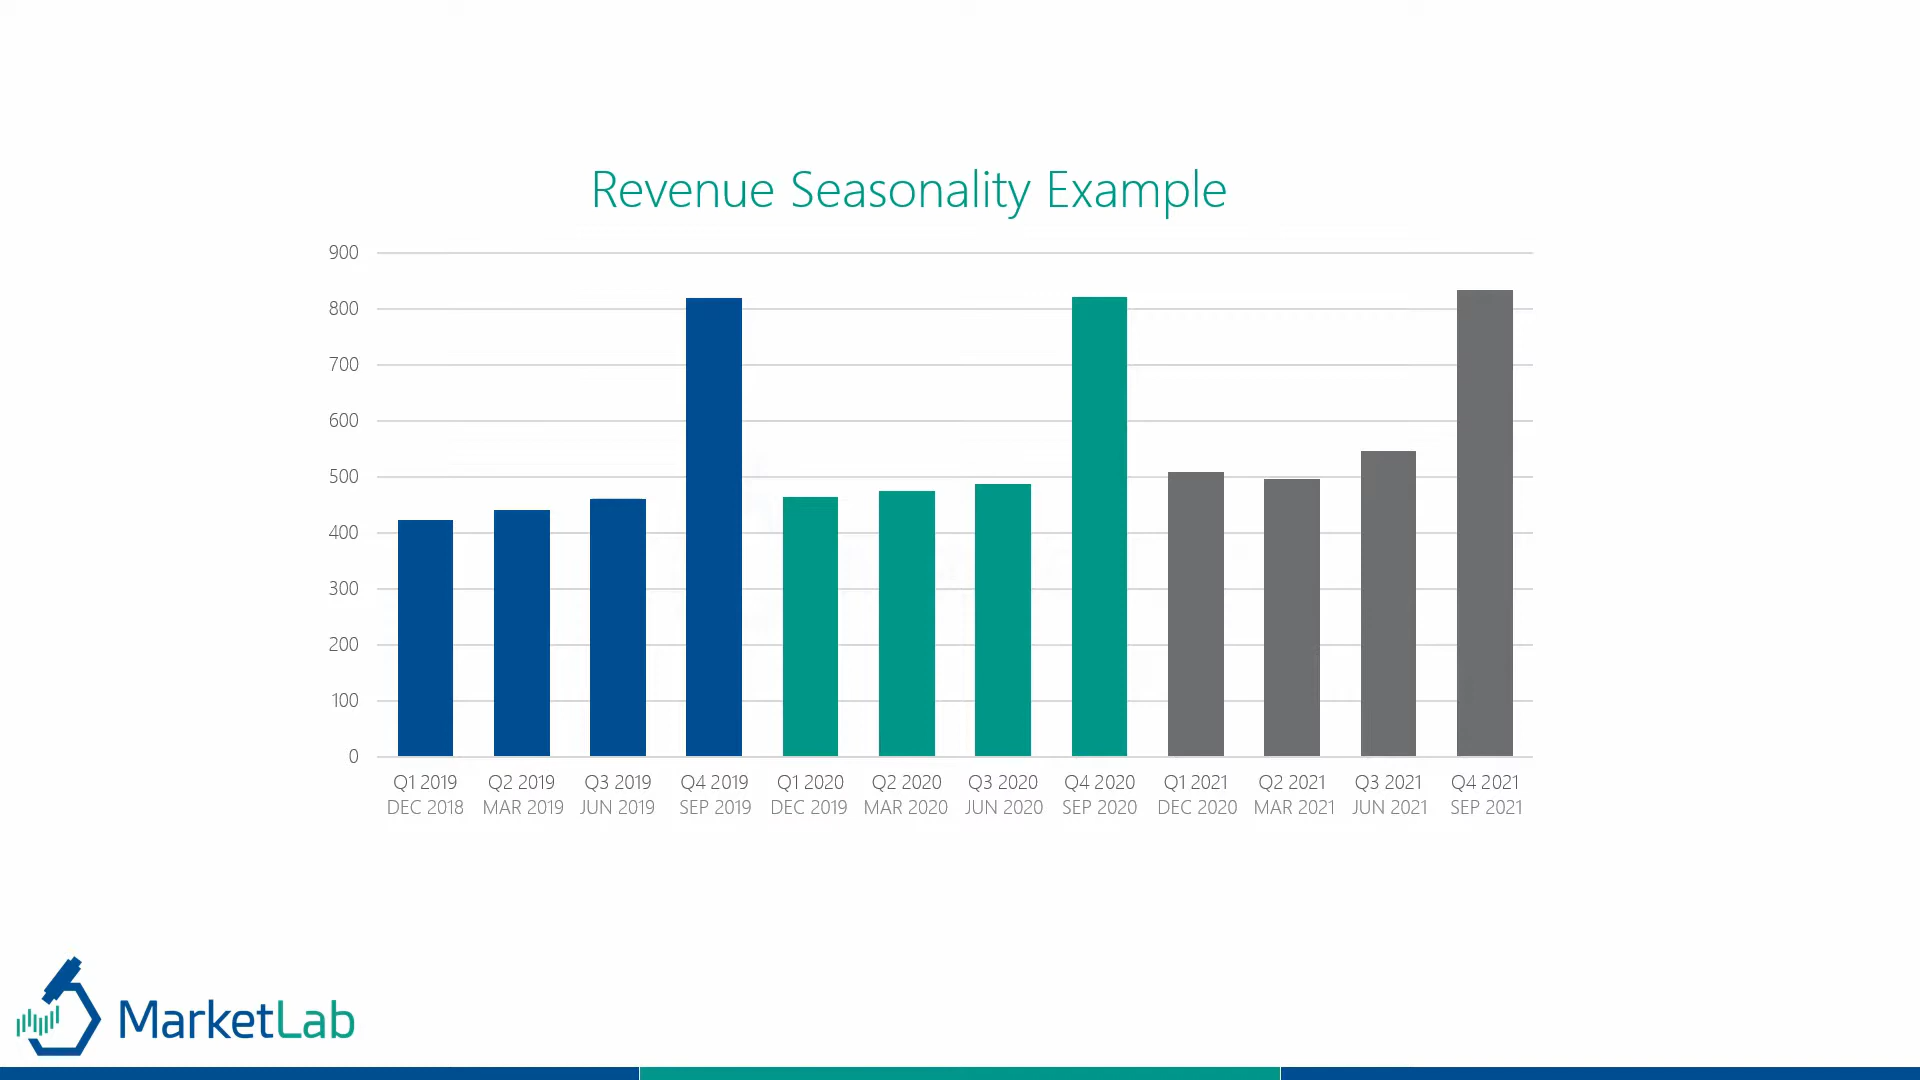 Revenue Seasonality Example
900
800
700
600
500
400
300
200
100
0
Q1 2019 Q2 2019 Q3 2019 Q4 2019 Q1 2020 Q2 2020 Q3 2020 Q4 2020 Q1 2021 Q2 2021 Q3 2021 Q4 2021
DEC 2018 MAR 2019 JUN 2019 SEP 2019 DEC 2019 MAR 2020 JUN 2020 SEP 2020 DEC 2020 MAR 2021 JUN 2021 SEP 2021
MarketLab